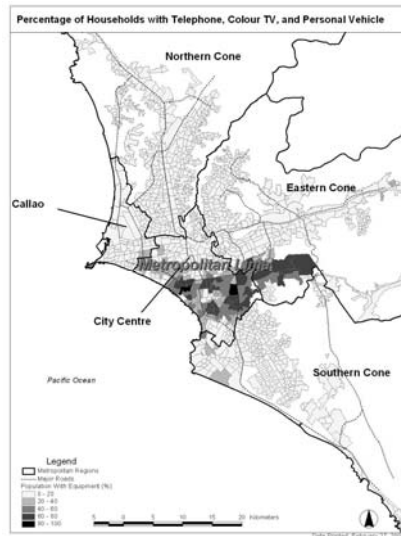 Percentage of Households with Telephone, Colour TV, and Personal Vehicle
Northern Cone
Eastern Cone
Callao
Metropolitan Lima
City Centre
Southern Cone
Pacific Ocean
Legend
Metropolitan Regions
Major Roads
Population With Equipment (%)
0 - 20
20 - 40
40 - 60
60 - 80
80 - 100
5 0 5 10 15 20 Kilometers